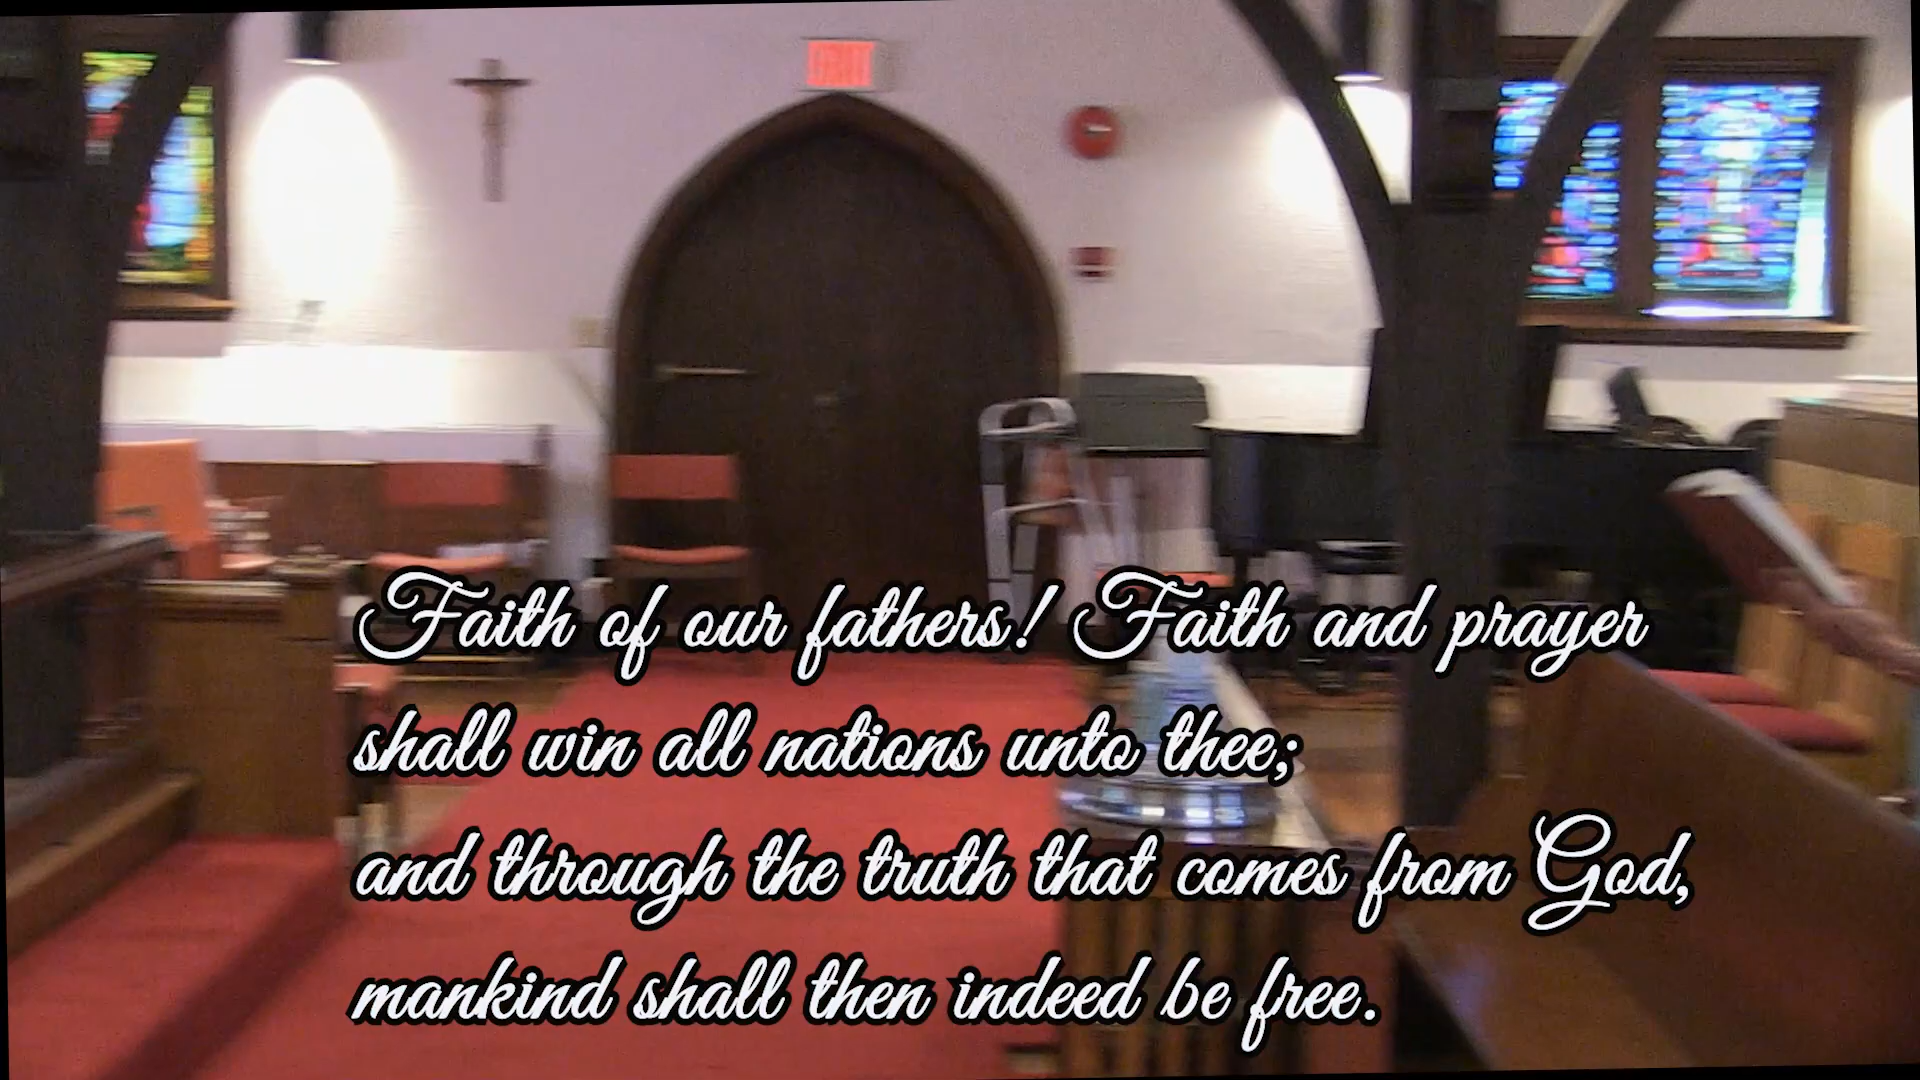 EXIT
Faith of our fathers! Faith and prayer
shall win all nations unto thee;
and through the truth that comes from God,
mankind shall then indeed be free.